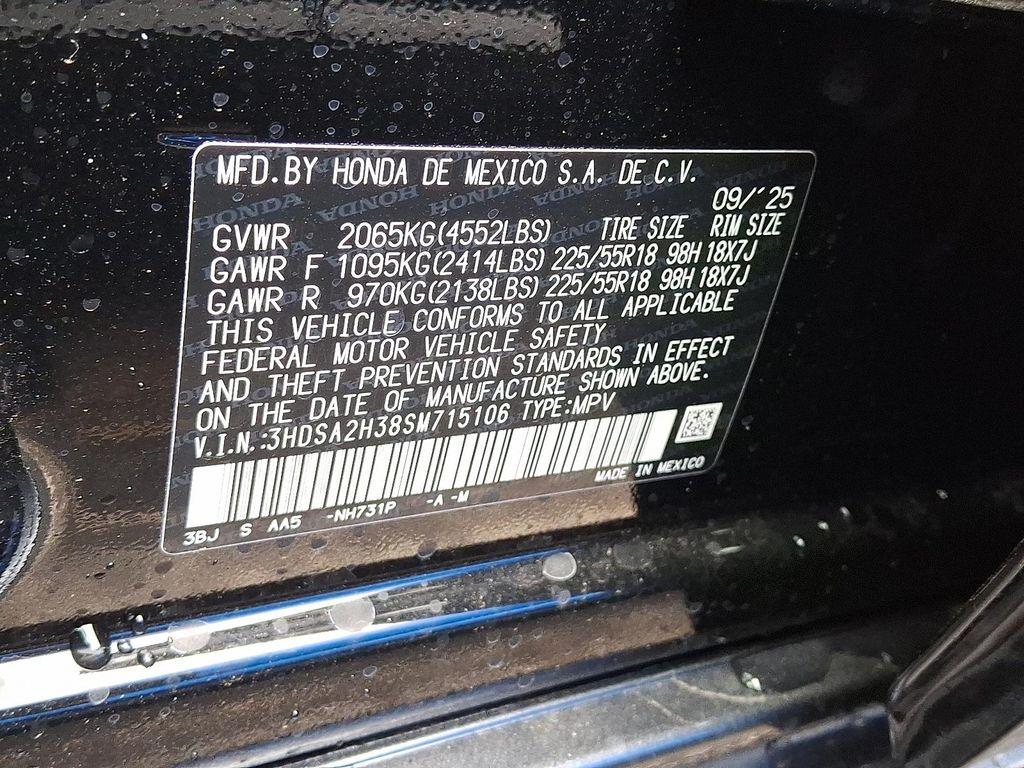 MFD.BY HONDA DE MEXICO S.A. DE C.V.
09/´25
GVWR 2065KG(4552LBS) TIRE SIZE RIM SIZE
GAWR F 1095KG(2414LBS) 225/55R18 98H 18X7J
GAWR R 970KG(2138LBS) 225/55R18 98H 18X7J
THIS VEHICLE CONFORMS TO ALL APPLICABLE
FEDERAL MOTOR VEHICLE SAFETY
AND THEFT PREVENTION STANDARDS IN EFFECT
ON THE DATE OF MANUFACTURE SHOWN ABOVE.
V.I.N.:3HDSA2H38SM715106 TYPE:MPV
MADE IN MEXICO
3BJ S AA5 -NH731P -A -M